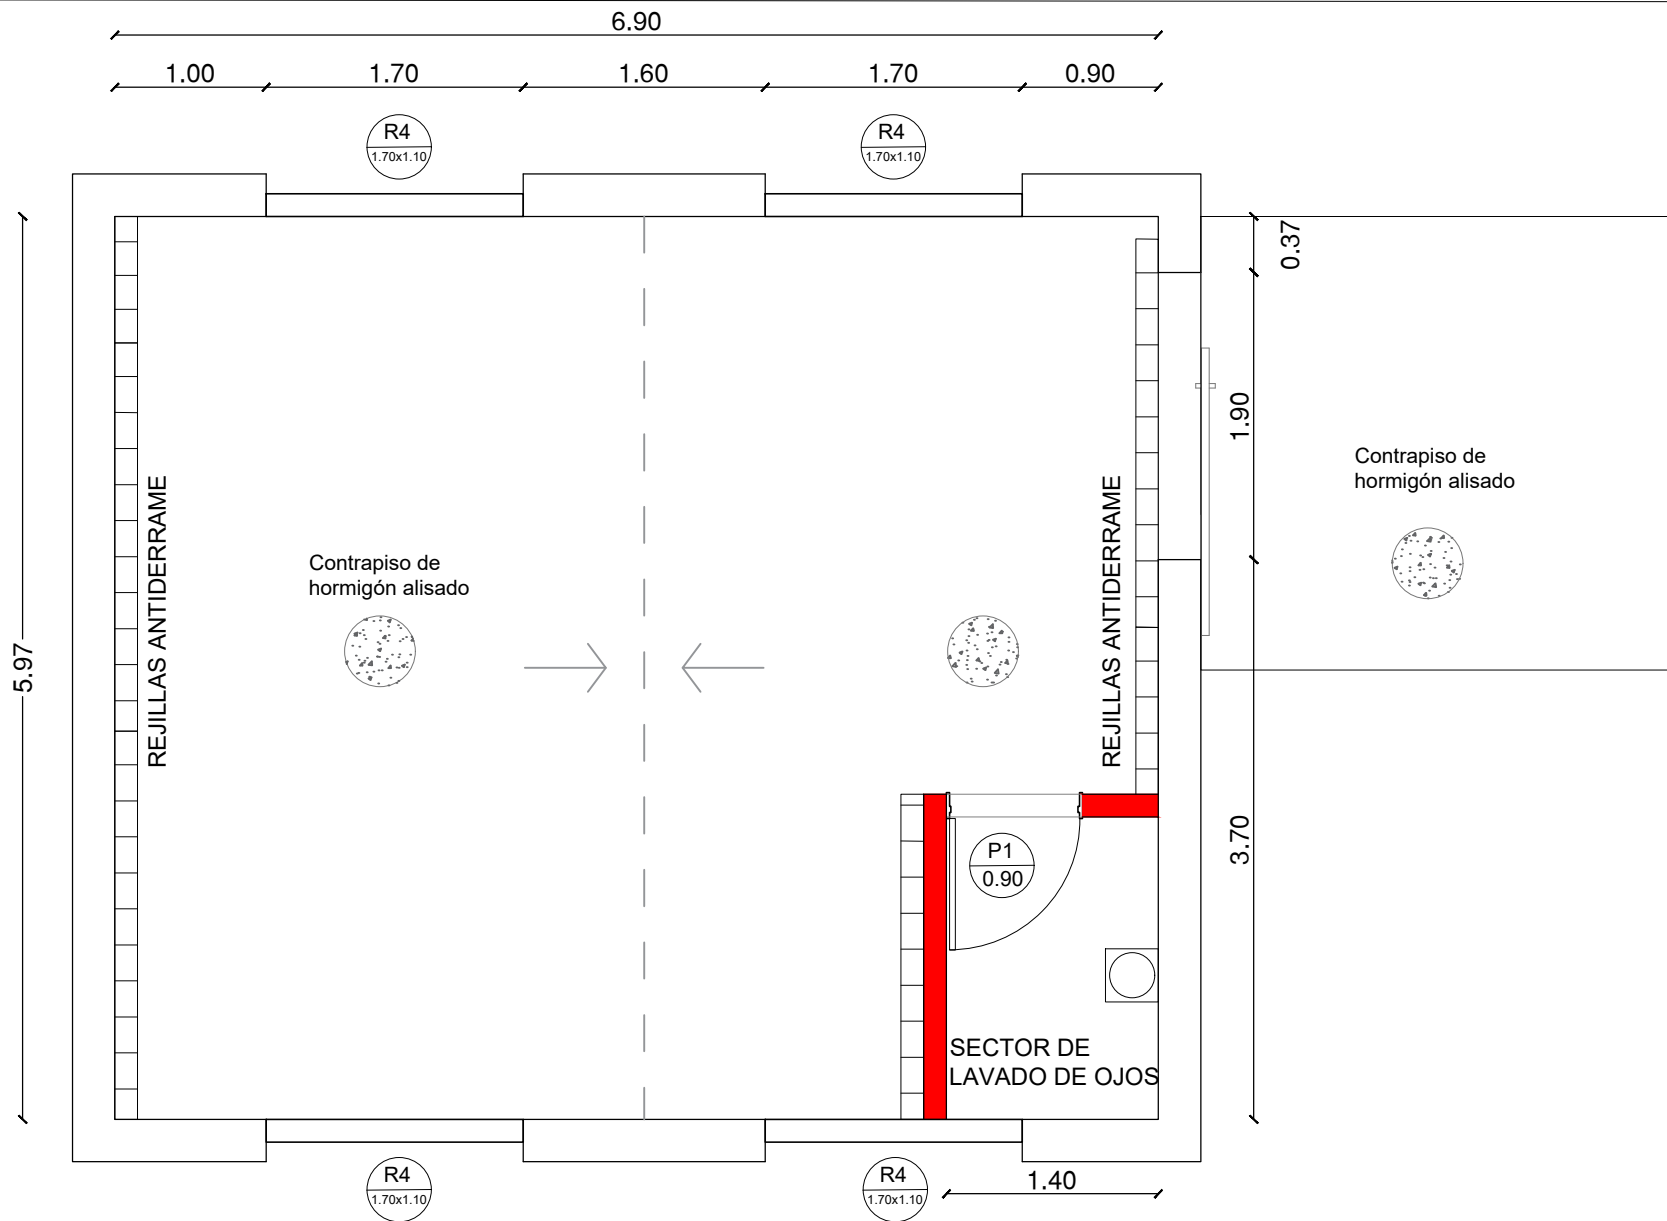 6.90
1.00
1.70
1.60
1.70
0.90
R4
1.70x1.10
R4
1.70x1.10
0.37
1.90
3.70
5.97
REJILLAS ANTIDERRAME
Contrapiso de
hormigón alisado
REJILLAS ANTIDERRAME
Contrapiso de
hormigón alisado
P1
0.90
SECTOR DE
LAVADO DE OJOS
R4
1.70x1.10
R4
1.70x1.10
1.40